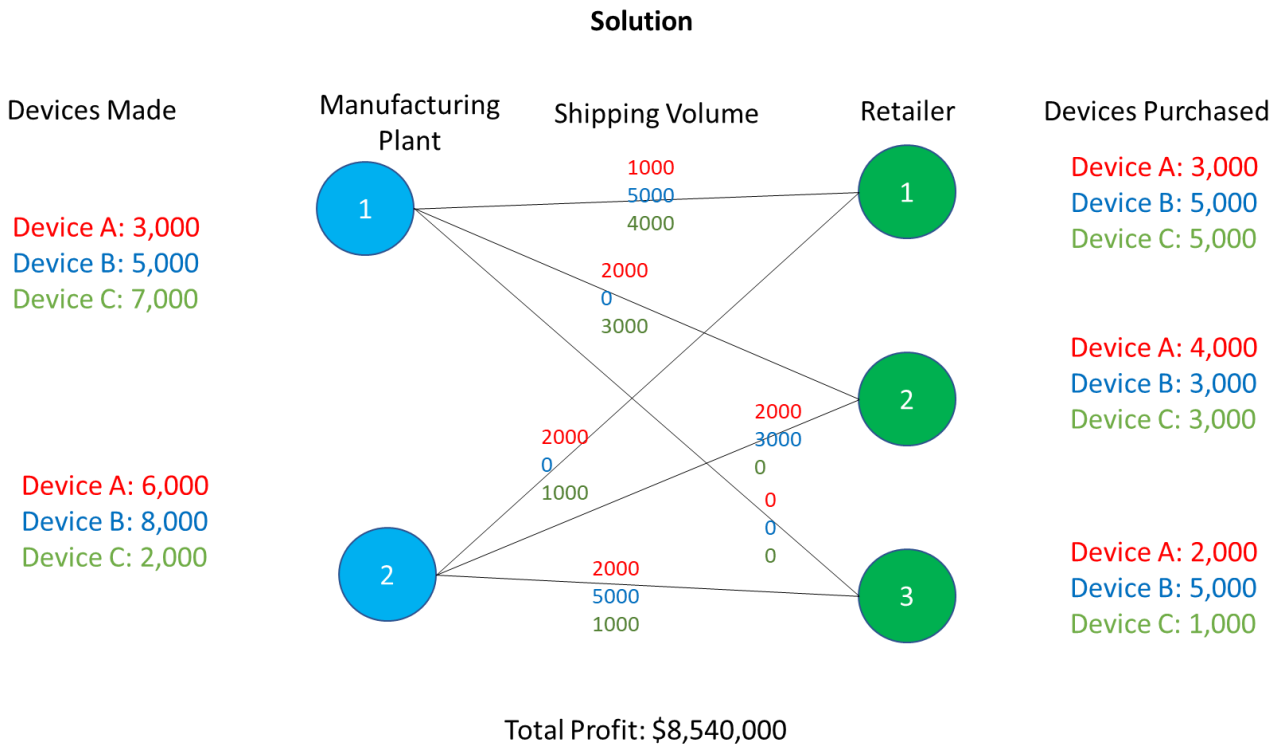 Solution
Devices Made
Manufacturing
Plant
Shipping Volume
Retailer
Devices Purchased
1
Device A: 3,000
Device B: 5,000
Device C: 7,000
1000
5000
4000
1
Device A: 3,000
Device B: 5,000
Device C: 5,000
2000
0
3000
2
Device A: 4,000
Device B: 3,000
Device C: 3,000
2000
0
1000
2000
3000
0
0
0
0
Device A: 6,000
Device B: 8,000
Device C: 2,000
2
2000
5000
1000
3
Device A: 2,000
Device B: 5,000
Device C: 1,000
Total Profit: $8,540,000